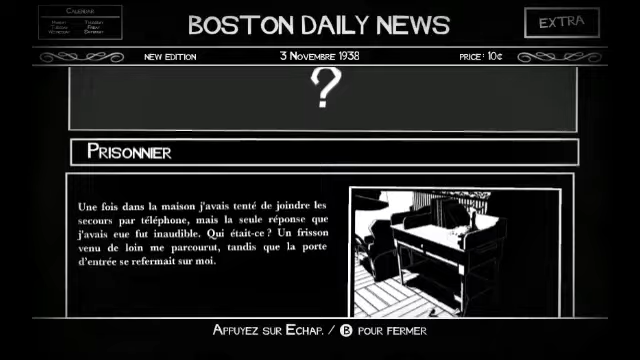 CALENDAR
BOSTON DAILY NEWS
EXTRA
NEW EDITION
3 NOVEMBRE 1938
PRICE: 10¢
?
PRISONNIER
Une fois dans la maison j'avais tenté de joindre les
secours par téléphone, mais la seule réponse que
j'avais eue fut inaudible. Qui était-ce ? Un frisson
venu de loin me parcourut, tandis que la porte
d'entrée se refermait sur moi.
APPUYEZ SUR ECHAP. / B POUR FERMER